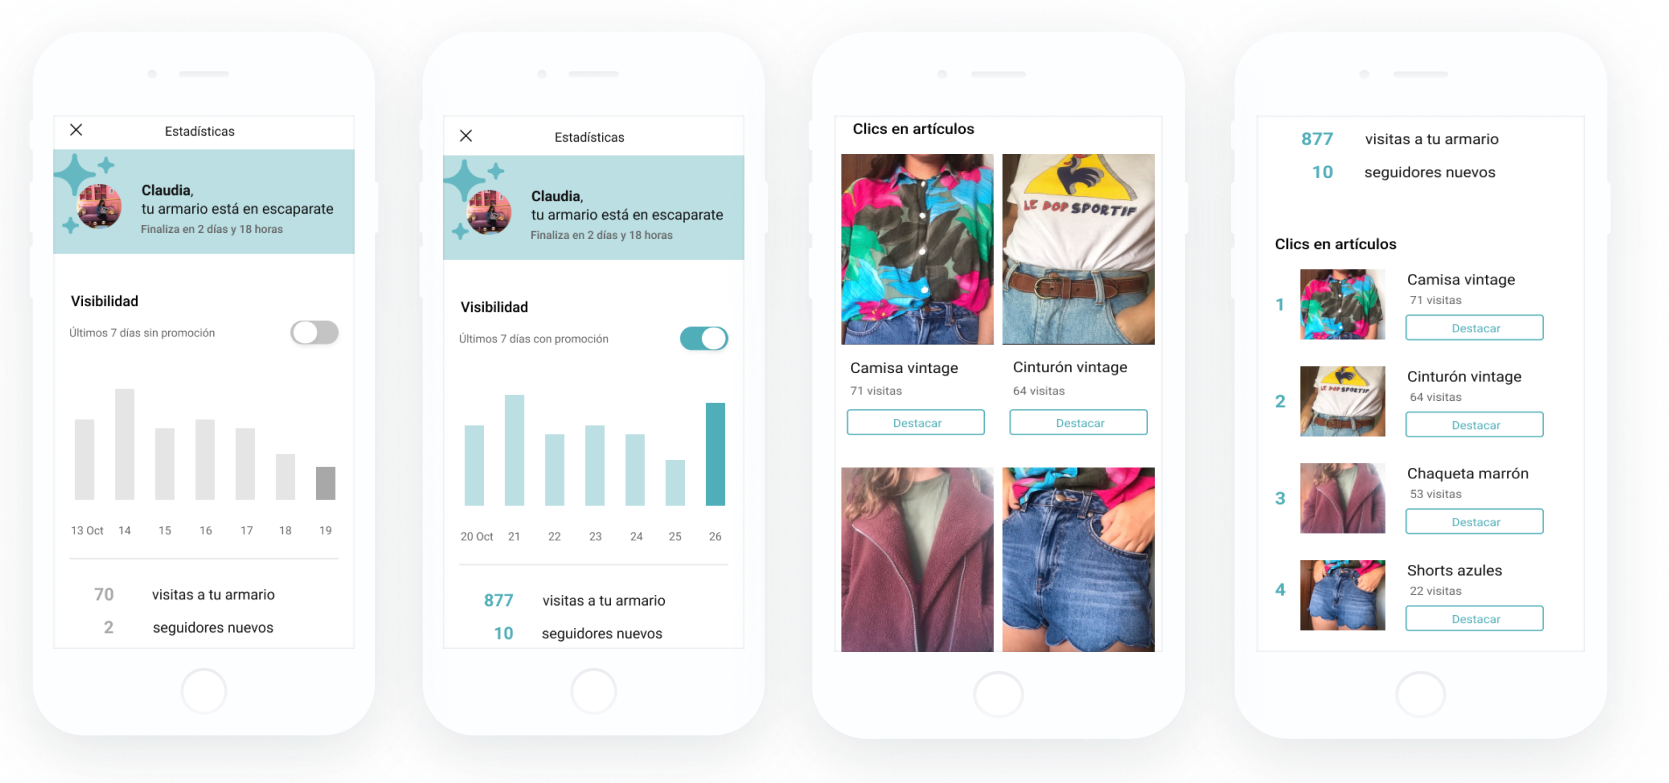 Estadísticas
Claudia,
tu armario está en escaparate
Finaliza en 2 días y 18 horas
Visibilidad
Últimos 7 días sin promoción
13 Oct 14 15 16 17 18 19
70 visitas a tu armario
2 seguidores nuevos
Estadísticas
Claudia,
tu armario está en escaparate
Finaliza en 2 días y 18 horas
Visibilidad
Últimos 7 días con promoción
20 Oct 21 22 23 24 25 26
877 visitas a tu armario
10 seguidores nuevos
Clics en artículos
LE POP SPORTIF
Camisa vintage
71 visitas
Destacar
Cinturón vintage
64 visitas
Destacar
877 visitas a tu armario
10 seguidores nuevos
Clics en artículos
1
Camisa vintage
71 visitas
Destacar
2
LE POP SPORTIF
Cinturón vintage
64 visitas
Destacar
3
Chaqueta marrón
53 visitas
Destacar
4
Shorts azules
22 visitas
Destacar